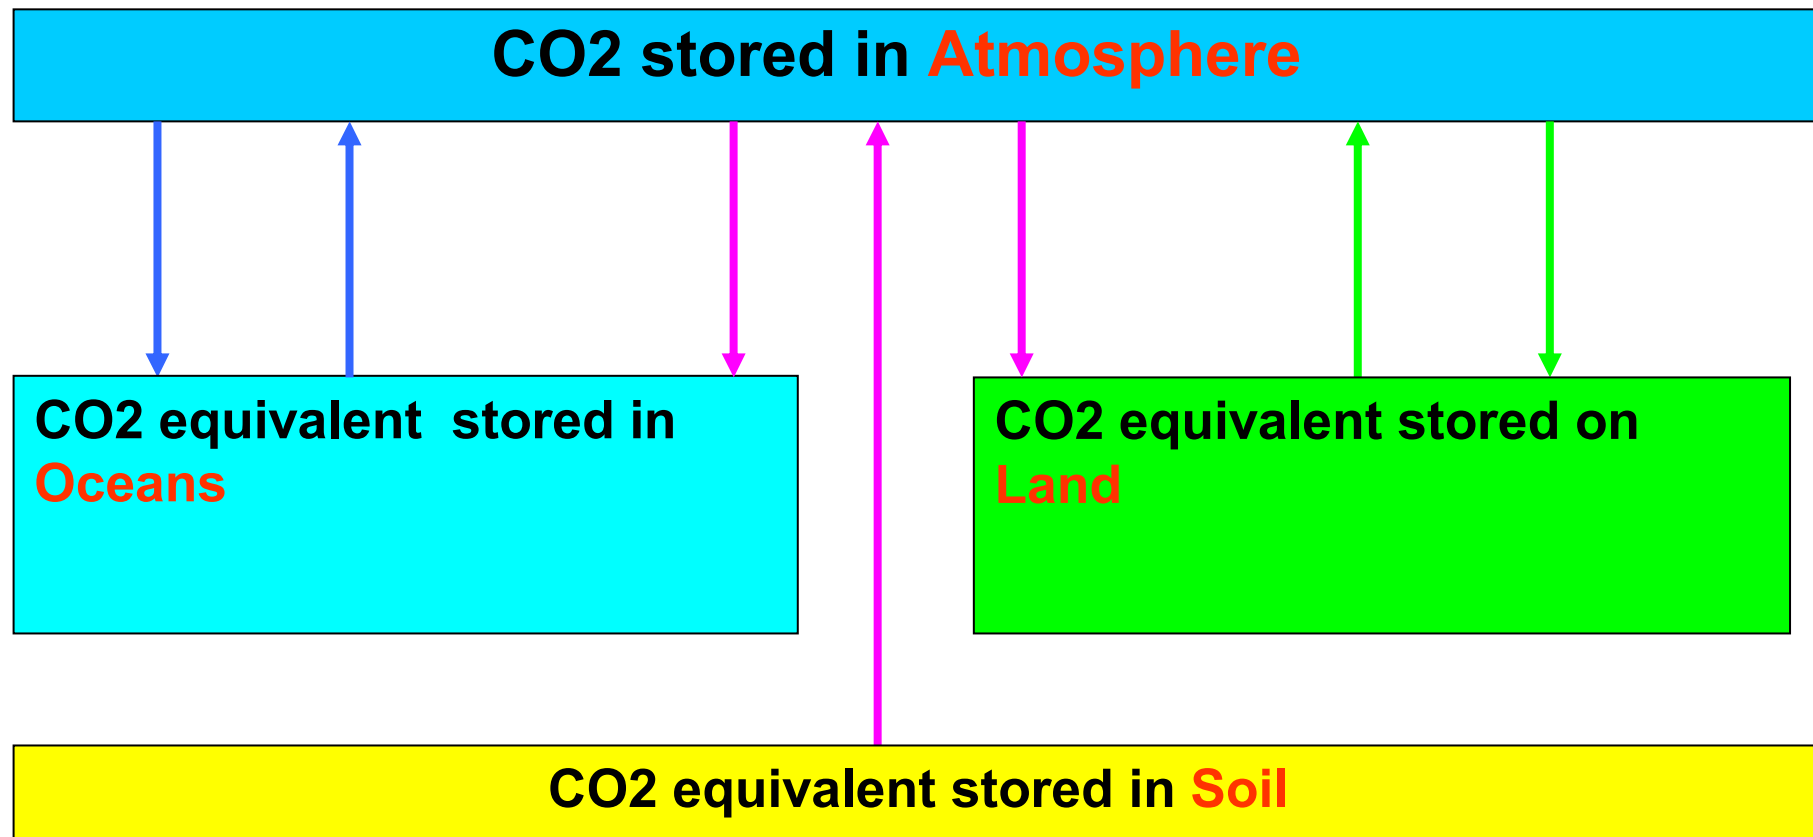 CO2 stored in Atmosphere
CO2 equivalent  stored in
Oceans
CO2 equivalent stored on
Land
CO2 equivalent stored in Soil